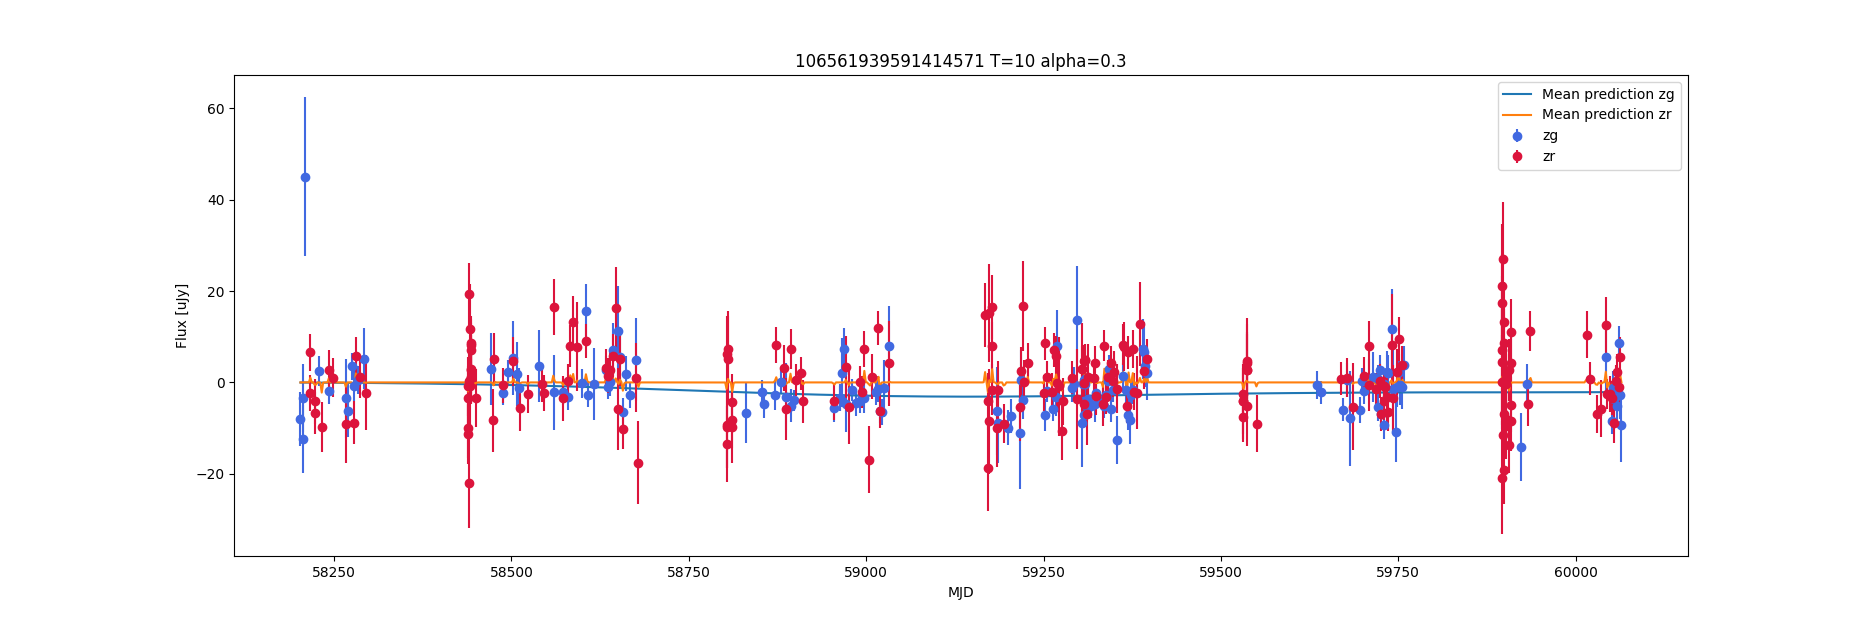 106561939591414571 T=10 alpha=0.3
Mean prediction zg
Mean prediction zr
zg
zr
Flux [uJy]
60
40
20
0
−20
58250 58500 58750 59000 59250 59500 59750 60000
MJD